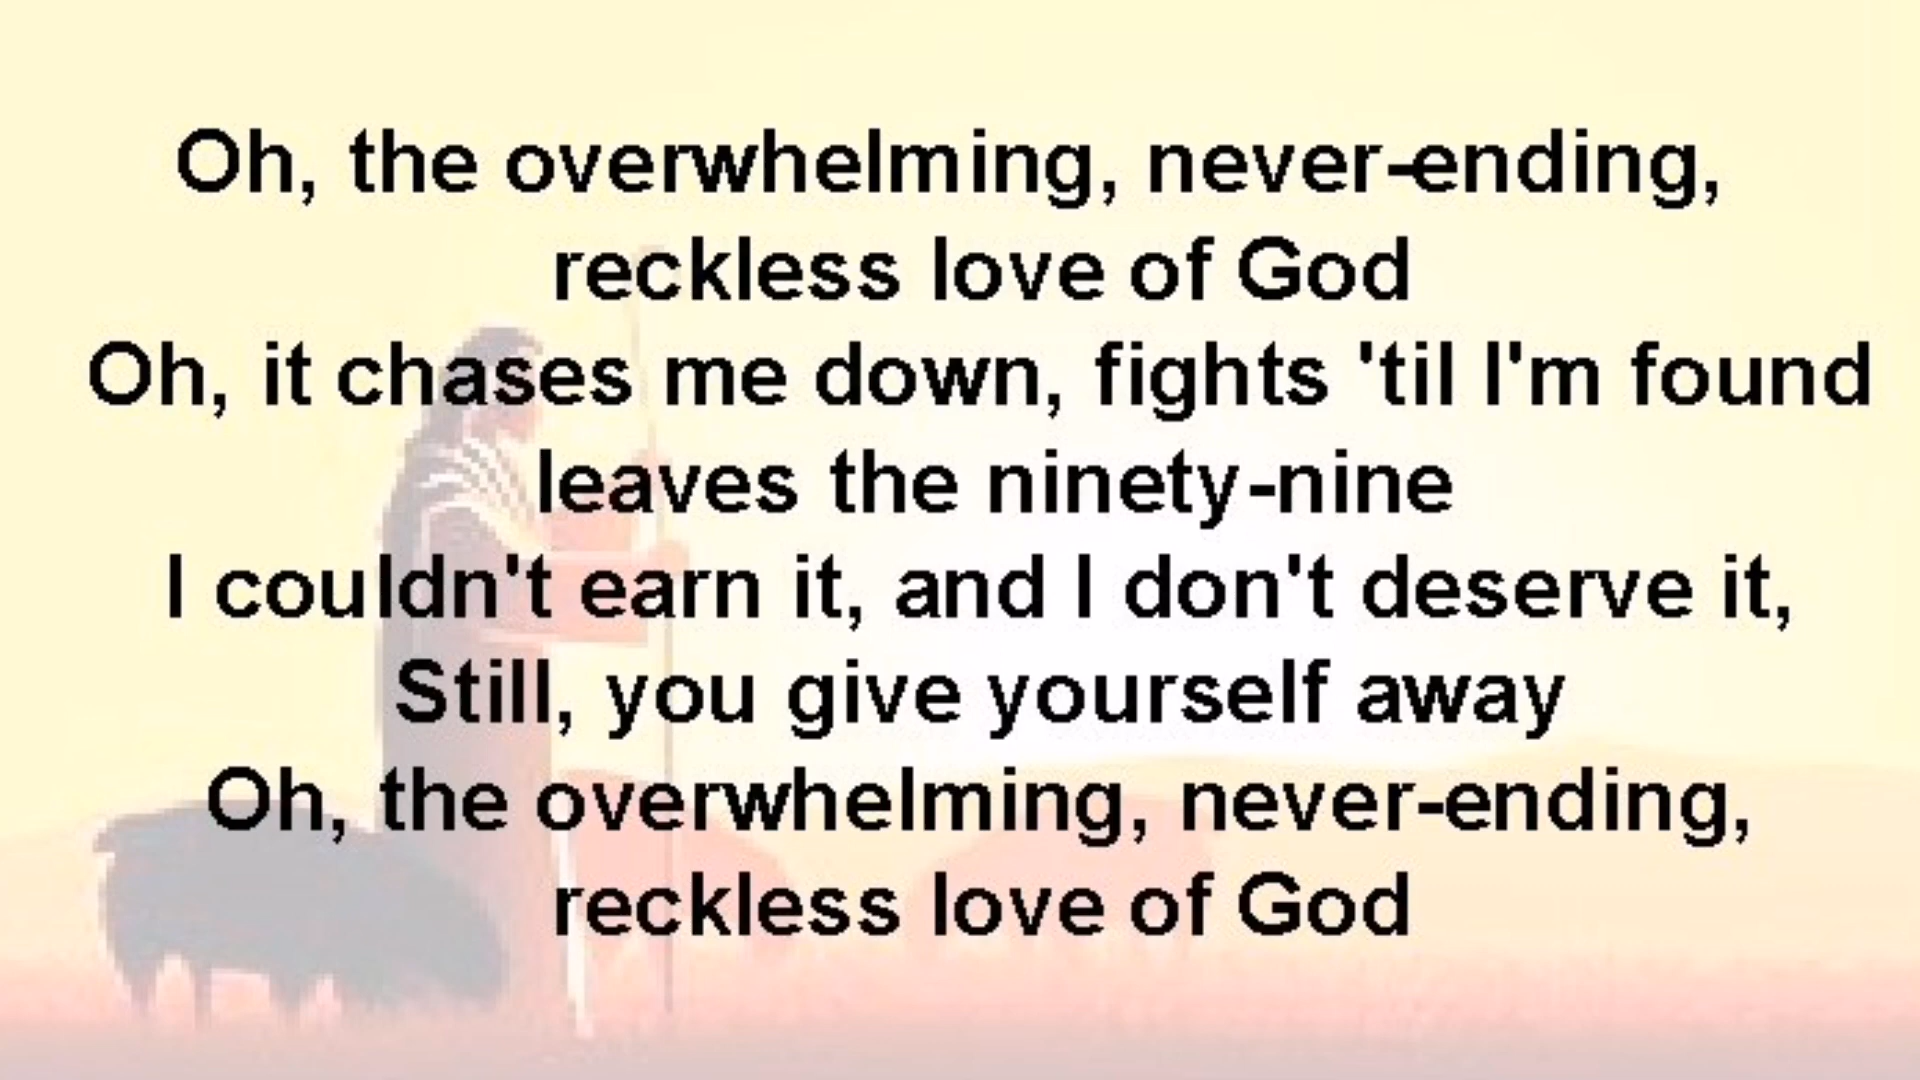 Oh, the overwhelming, never-ending,
reckless love of God
Oh, it chases me down, fights 'til I'm found
leaves the ninety-nine
I couldn't earn it, and I don't deserve it,
Still, you give yourself away
Oh, the overwhelming, never-ending,
reckless love of God